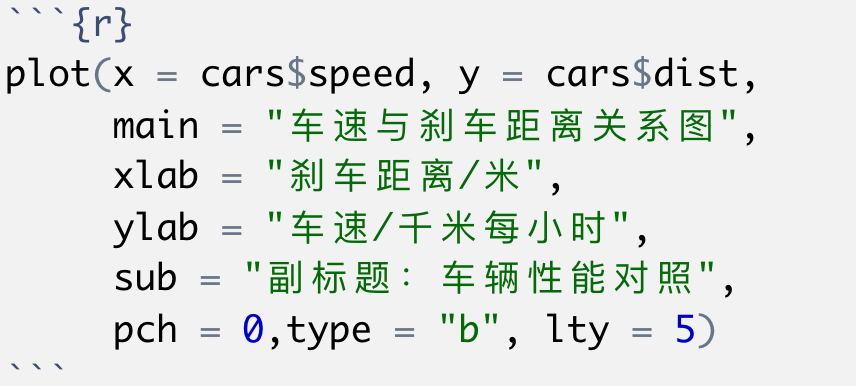 ```{r}
plot(x = cars$speed, y = cars$dist,
     main = "车速与刹车距离关系图",
     xlab = "刹车距离/米",
     ylab = "车速/千米每小时",
     sub = "副标题： 车辆性能对照",
     pch = 0,type = "b", lty = 5)
```